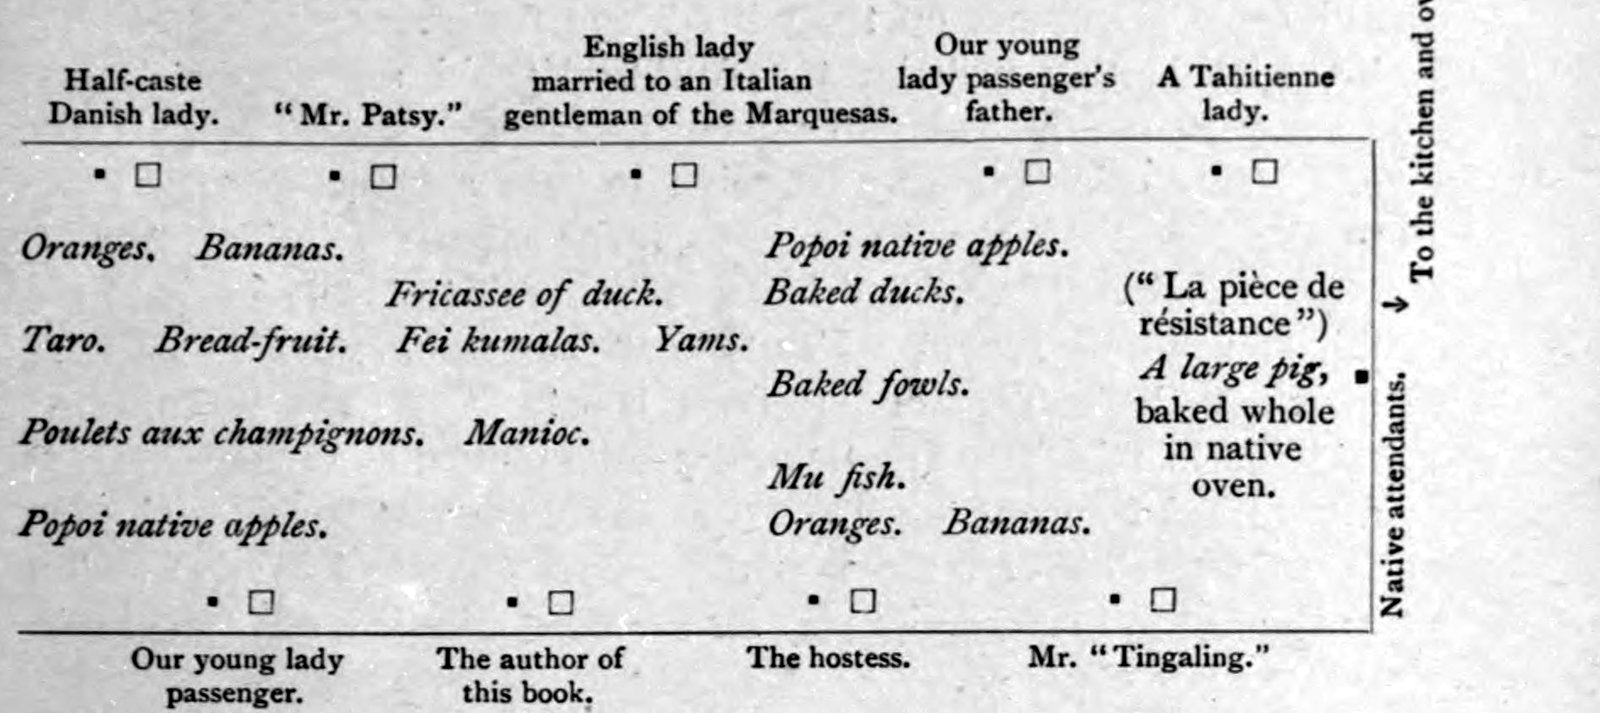 English lady
Our young
Half-caste
married to an Italian
lady passenger's
A Tahitienne
Danish lady.
"Mr. Patsy."
gentleman of the Marquesas.
father.
lady.
Oranges. Bananas.
Popoi native apples.
Fricassee of duck.
Baked ducks.
("La pièce de
résistance")
Taro. Bread-fruit. Fei kumalas. Yams.
A large pig,
Baked fowls.
baked whole
Poulets aux champignons. Manioc.
in native
Mu fish.
oven.
Popoi native apples.
Oranges. Bananas.
Our young lady
The author of
The hostess.
Mr. "Tingaling."
passenger.
this book.
Native attendants.
To the kitchen and